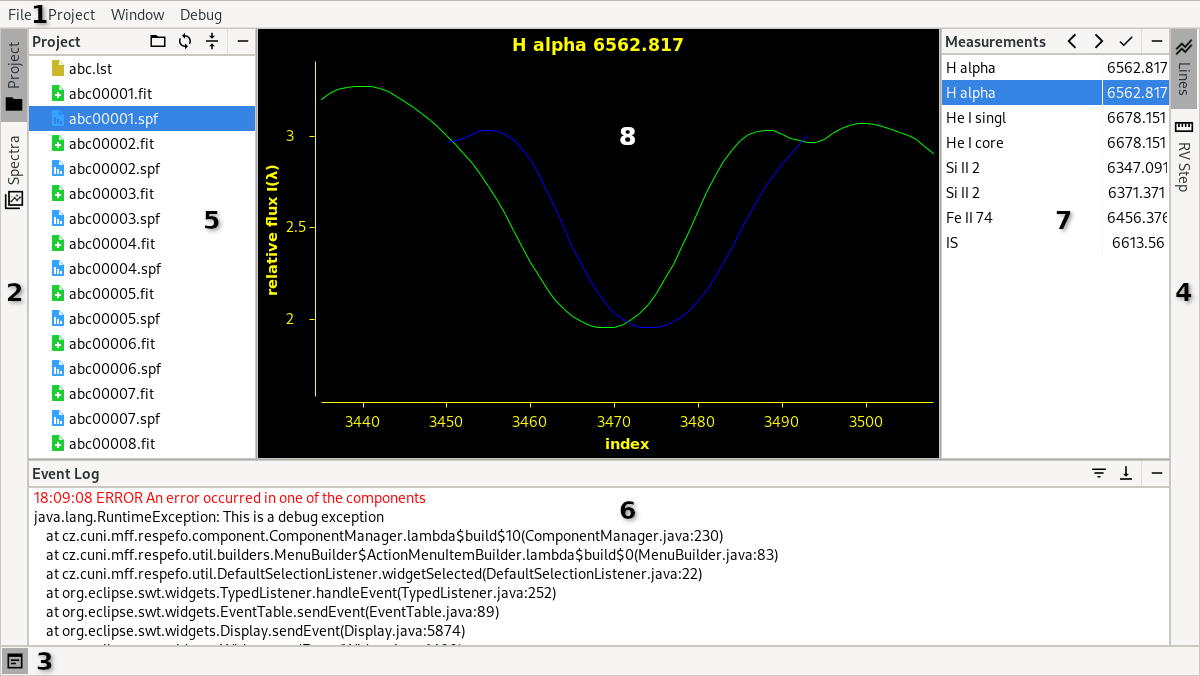 File 1 Project Window Debug
Project
Project
Spectra
2
abc.lst
abc00001.fit
abc00001.spf
abc00002.fit
abc00002.spf
abc00003.fit
abc00003.spf
5
abc00004.fit
abc00004.spf
abc00005.fit
abc00005.spf
abc00006.fit
abc00006.spf
abc00007.fit
abc00007.spf
abc00008.fit
H alpha 6562.817
8
relative flux I(λ)
3
2.5
2
3440 3450 3460 3470 3480 3490 3500
index
Measurements
H alpha 6562.817
H alpha 6562.817
He I singl 6678.151
He I core 6678.151
Si II 2 6347.091
Si II 2 6371.371
Fe II 74 6456.376
7
IS 6613.56
Lines
RV Step
4
Event Log
18:09:08 ERROR An error occurred in one of the components
6
java.lang.RuntimeException: This is a debug exception
at cz.cuni.mff.respefo.component.ComponentManager.lambda$build$10(ComponentManager.java:230)
at cz.cuni.mff.respefo.util.builders.MenuBuilder$ActionMenuItemBuilder.lambda$build$0(MenuBuilder.java:83)
at cz.cuni.mff.respefo.util.DefaultSelectionListener.widgetSelected(DefaultSelectionListener.java:22)
at org.eclipse.swt.widgets.TypedListener.handleEvent(TypedListener.java:252)
at org.eclipse.swt.widgets.EventTable.sendEvent(EventTable.java:89)
at org.eclipse.swt.widgets.Display.sendEvent(Display.java:5874)
3